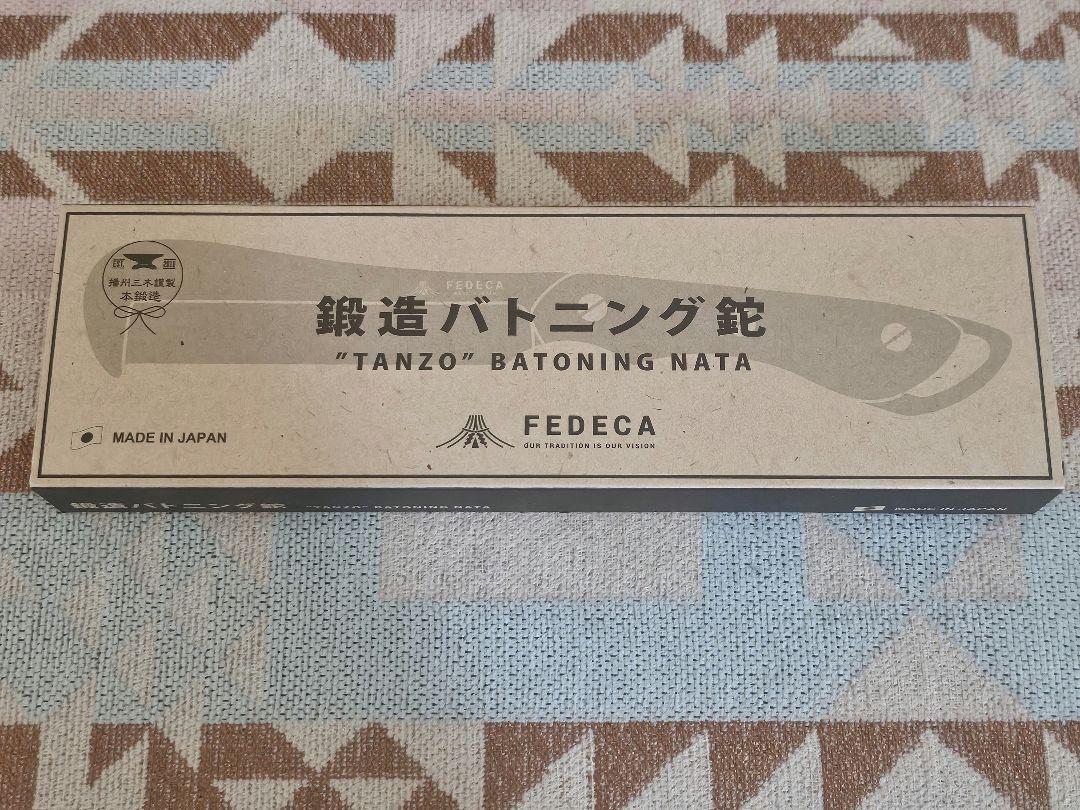 播州三木謹製
本鍛造
FEDECA
鍛造バトニング鉈
"TANZO" BATONING NATA
MADE IN JAPAN
FEDECA
OUR TRADITION IS OUR VISION
鍛造バトニング鉈 "TANZO" BATONING NATA
MADE IN JAPAN